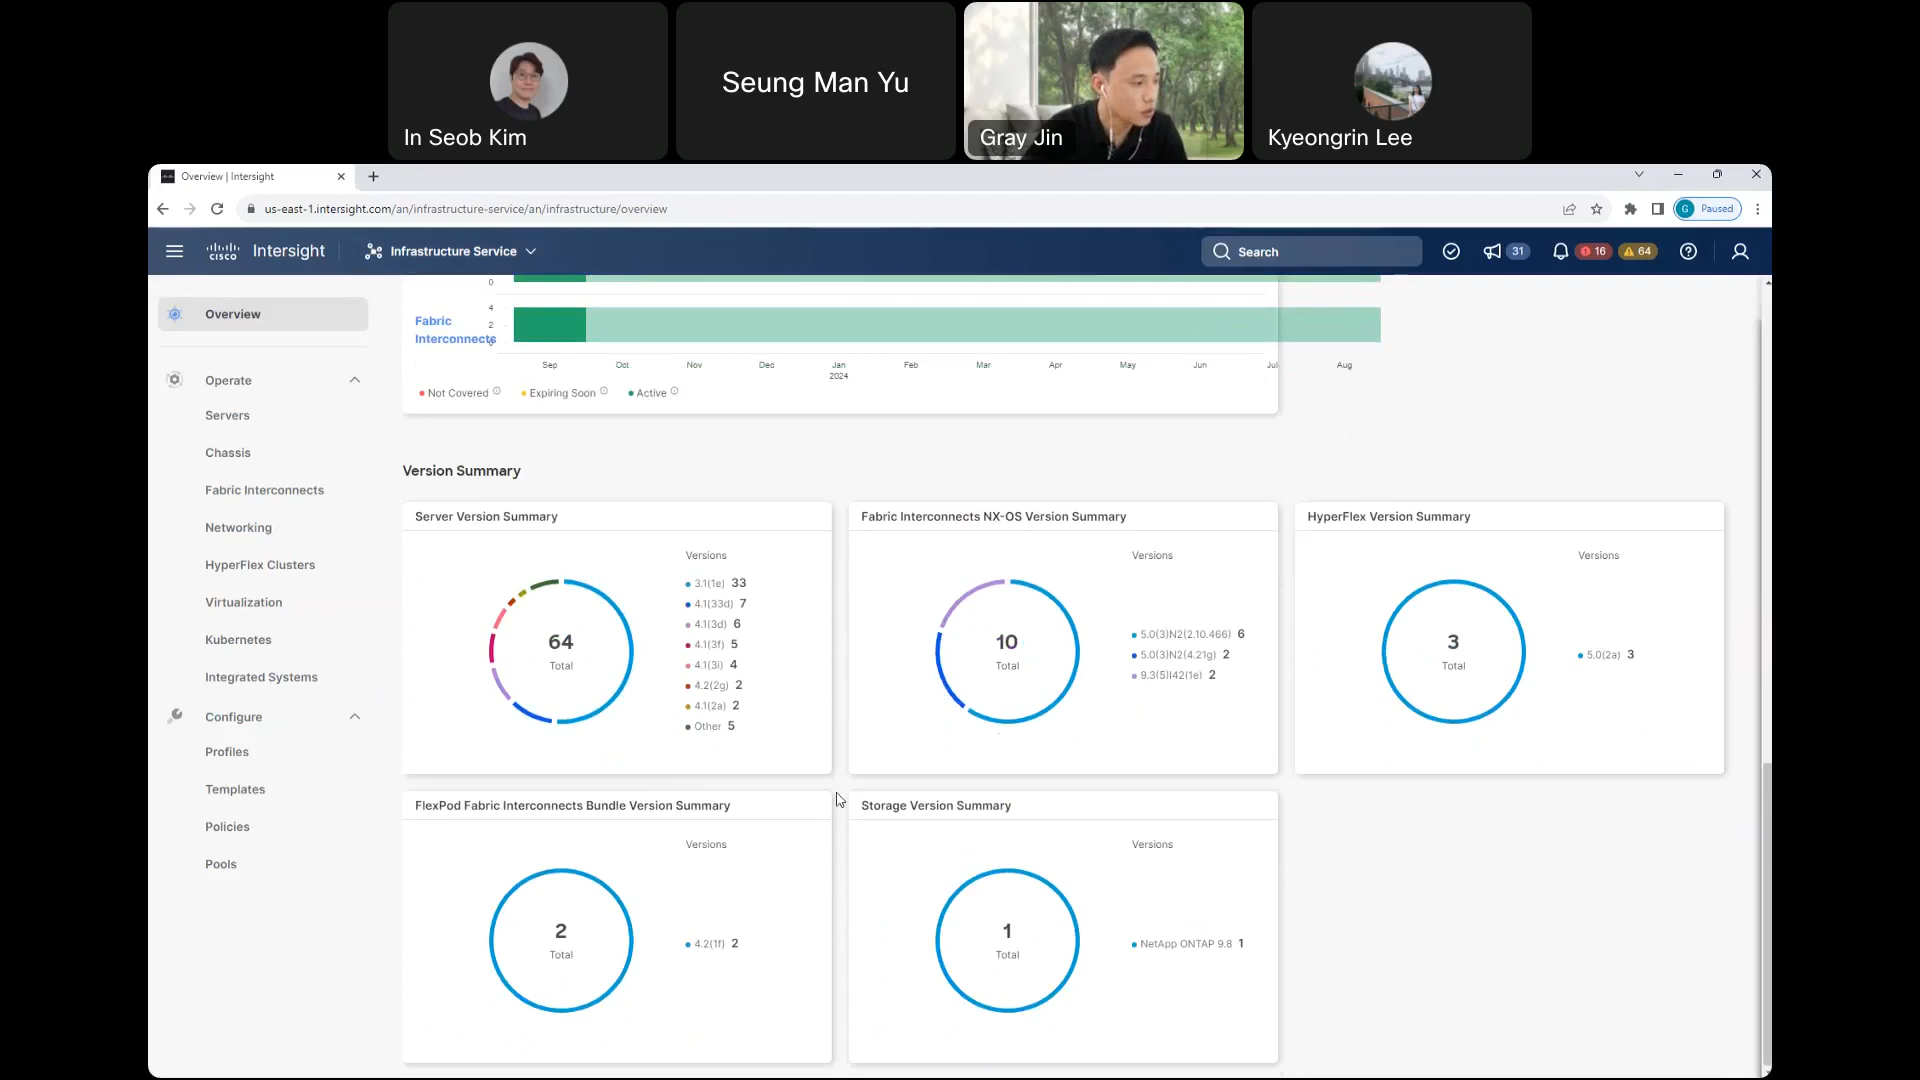 In Seob Kim
Seung Man Yu
Gray Jin
Kyeongrin Lee
Overview | Intersight
us-east-1.intersight.com/an/infrastructure-service/an/infrastructure/overview
G Paused
cisco Intersight
Infrastructure Service
Search
31
16
64
Overview
Operate
Servers
Chassis
Fabric Interconnects
Networking
HyperFlex Clusters
Virtualization
Kubernetes
Integrated Systems
Configure
Profiles
Templates
Policies
Pools
0
Fabric
Interconnects
4
2
Sep Oct Nov Dec Jan Feb Mar Apr May Jun Jul Aug
2024
Not Covered Expiring Soon Active
Version Summary
Server Version Summary
Versions
64
Total
3.1(1e) 33
4.1(33d) 7
4.1(3d) 6
4.1(3f) 5
4.1(3i) 4
4.2(2g) 2
4.1(2a) 2
Other 5
Fabric Interconnects NX-OS Version Summary
Versions
10
Total
5.0(3)N2(2.10.466) 6
5.0(3)N2(4.21g) 2
9.3(5)I42(1e) 2
HyperFlex Version Summary
Versions
3
Total
5.0(2a) 3
FlexPod Fabric Interconnects Bundle Version Summary
Versions
2
Total
4.2(1f) 2
Storage Version Summary
Versions
1
Total
NetApp ONTAP 9.8 1